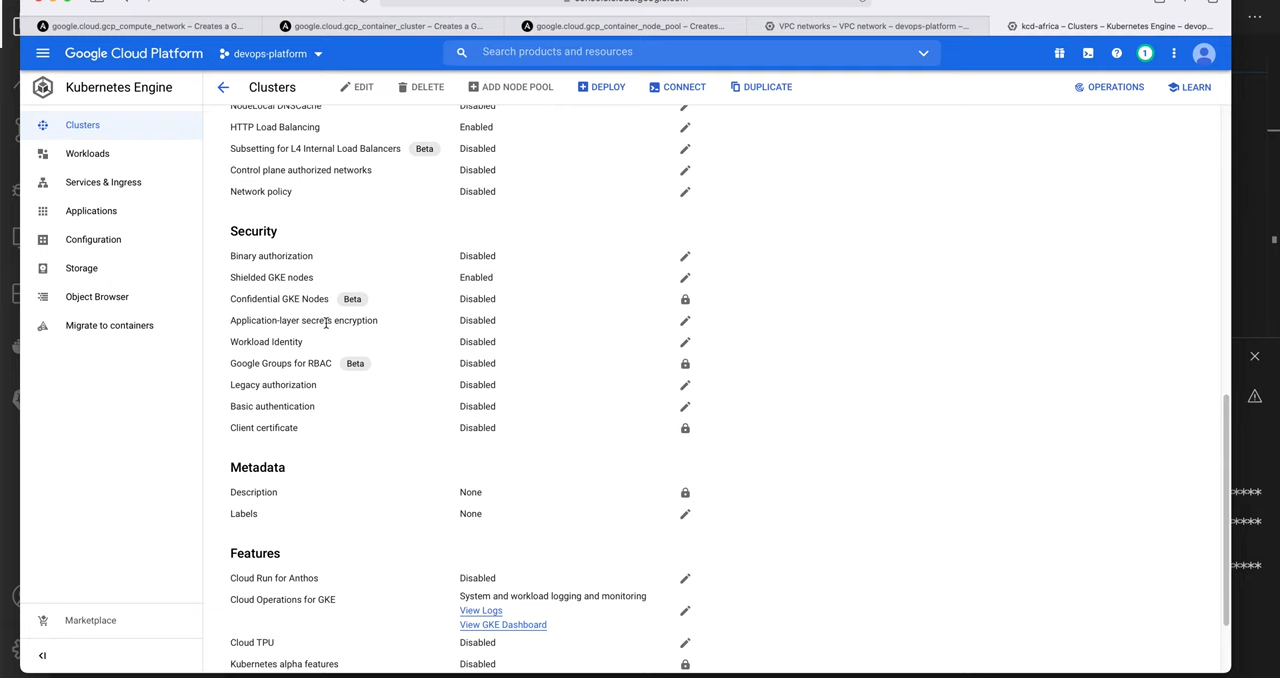 google.cloud.gcp_compute_network – Creates a G...
google.cloud.gcp_container_cluster – Creates a G...
google.cloud.gcp_container_node_pool – Creates...
VPC networks – VPC network – devops-platform –...
kcd-africa – Clusters – Kubernetes Engine – devop...
Google Cloud Platform
devops-platform
Search products and resources
1
Kubernetes Engine
Clusters
EDIT
DELETE
ADD NODE POOL
DEPLOY
CONNECT
DUPLICATE
OPERATIONS
LEARN
Clusters
Workloads
Services & Ingress
Applications
Configuration
Storage
Object Browser
Migrate to containers
Marketplace
NodeLocal DNSCache Disabled
HTTP Load Balancing Enabled
Subsetting for L4 Internal Load Balancers Beta Disabled
Control plane authorized networks Disabled
Network policy Disabled
Security
Binary authorization Disabled
Shielded GKE nodes Enabled
Confidential GKE Nodes Beta Disabled
Application-layer secrets encryption Disabled
Workload Identity Disabled
Google Groups for RBAC Beta Disabled
Legacy authorization Disabled
Basic authentication Disabled
Client certificate Disabled
Metadata
Description None
Labels None
Features
Cloud Run for Anthos Disabled
Cloud Operations for GKE System and workload logging and monitoring
View Logs
View GKE Dashboard
Cloud TPU Disabled
Kubernetes alpha features Disabled
****
****
****